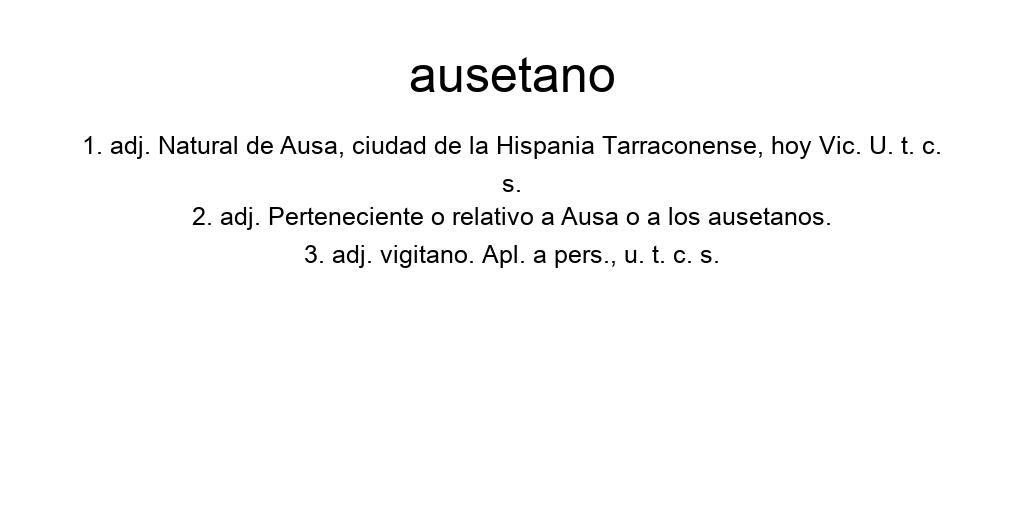 ausetano
1. adj. Natural de Ausa, ciudad de la Hispania Tarraconense, hoy Vic. U. t. c.
s.
2. adj. Perteneciente o relativo a Ausa o a los ausetanos.
3. adj. vigitano. Apl. a pers., u. t. c. s.